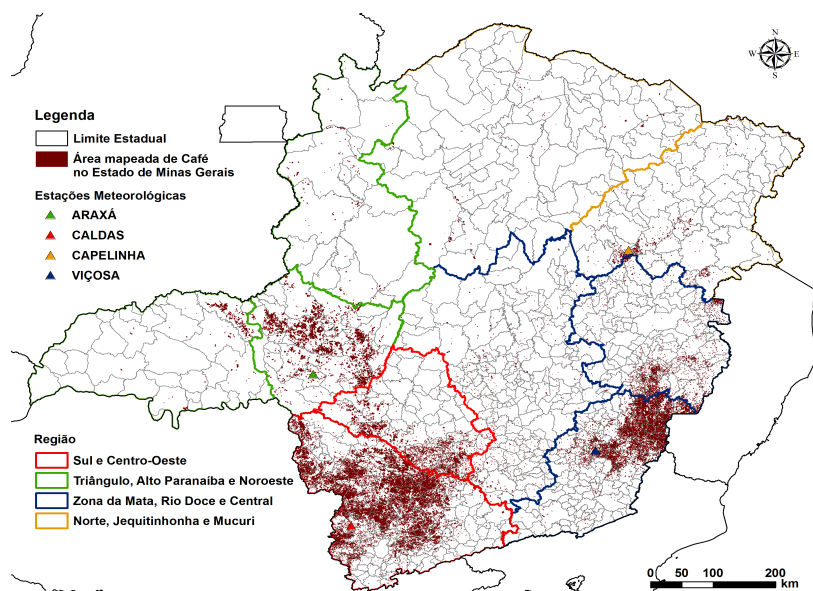 N
W E
S
Legenda
Limite Estadual
Área mapeada de Café
no Estado de Minas Gerais
Estações Meteorológicas
ARAXÁ
CALDAS
CAPELINHA
VIÇOSA
Região
Sul e Centro-Oeste
Triângulo, Alto Paranaíba e Noroeste
Zona da Mata, Rio Doce e Central
Norte, Jequitinhonha e Mucuri
0 50 100 200
km